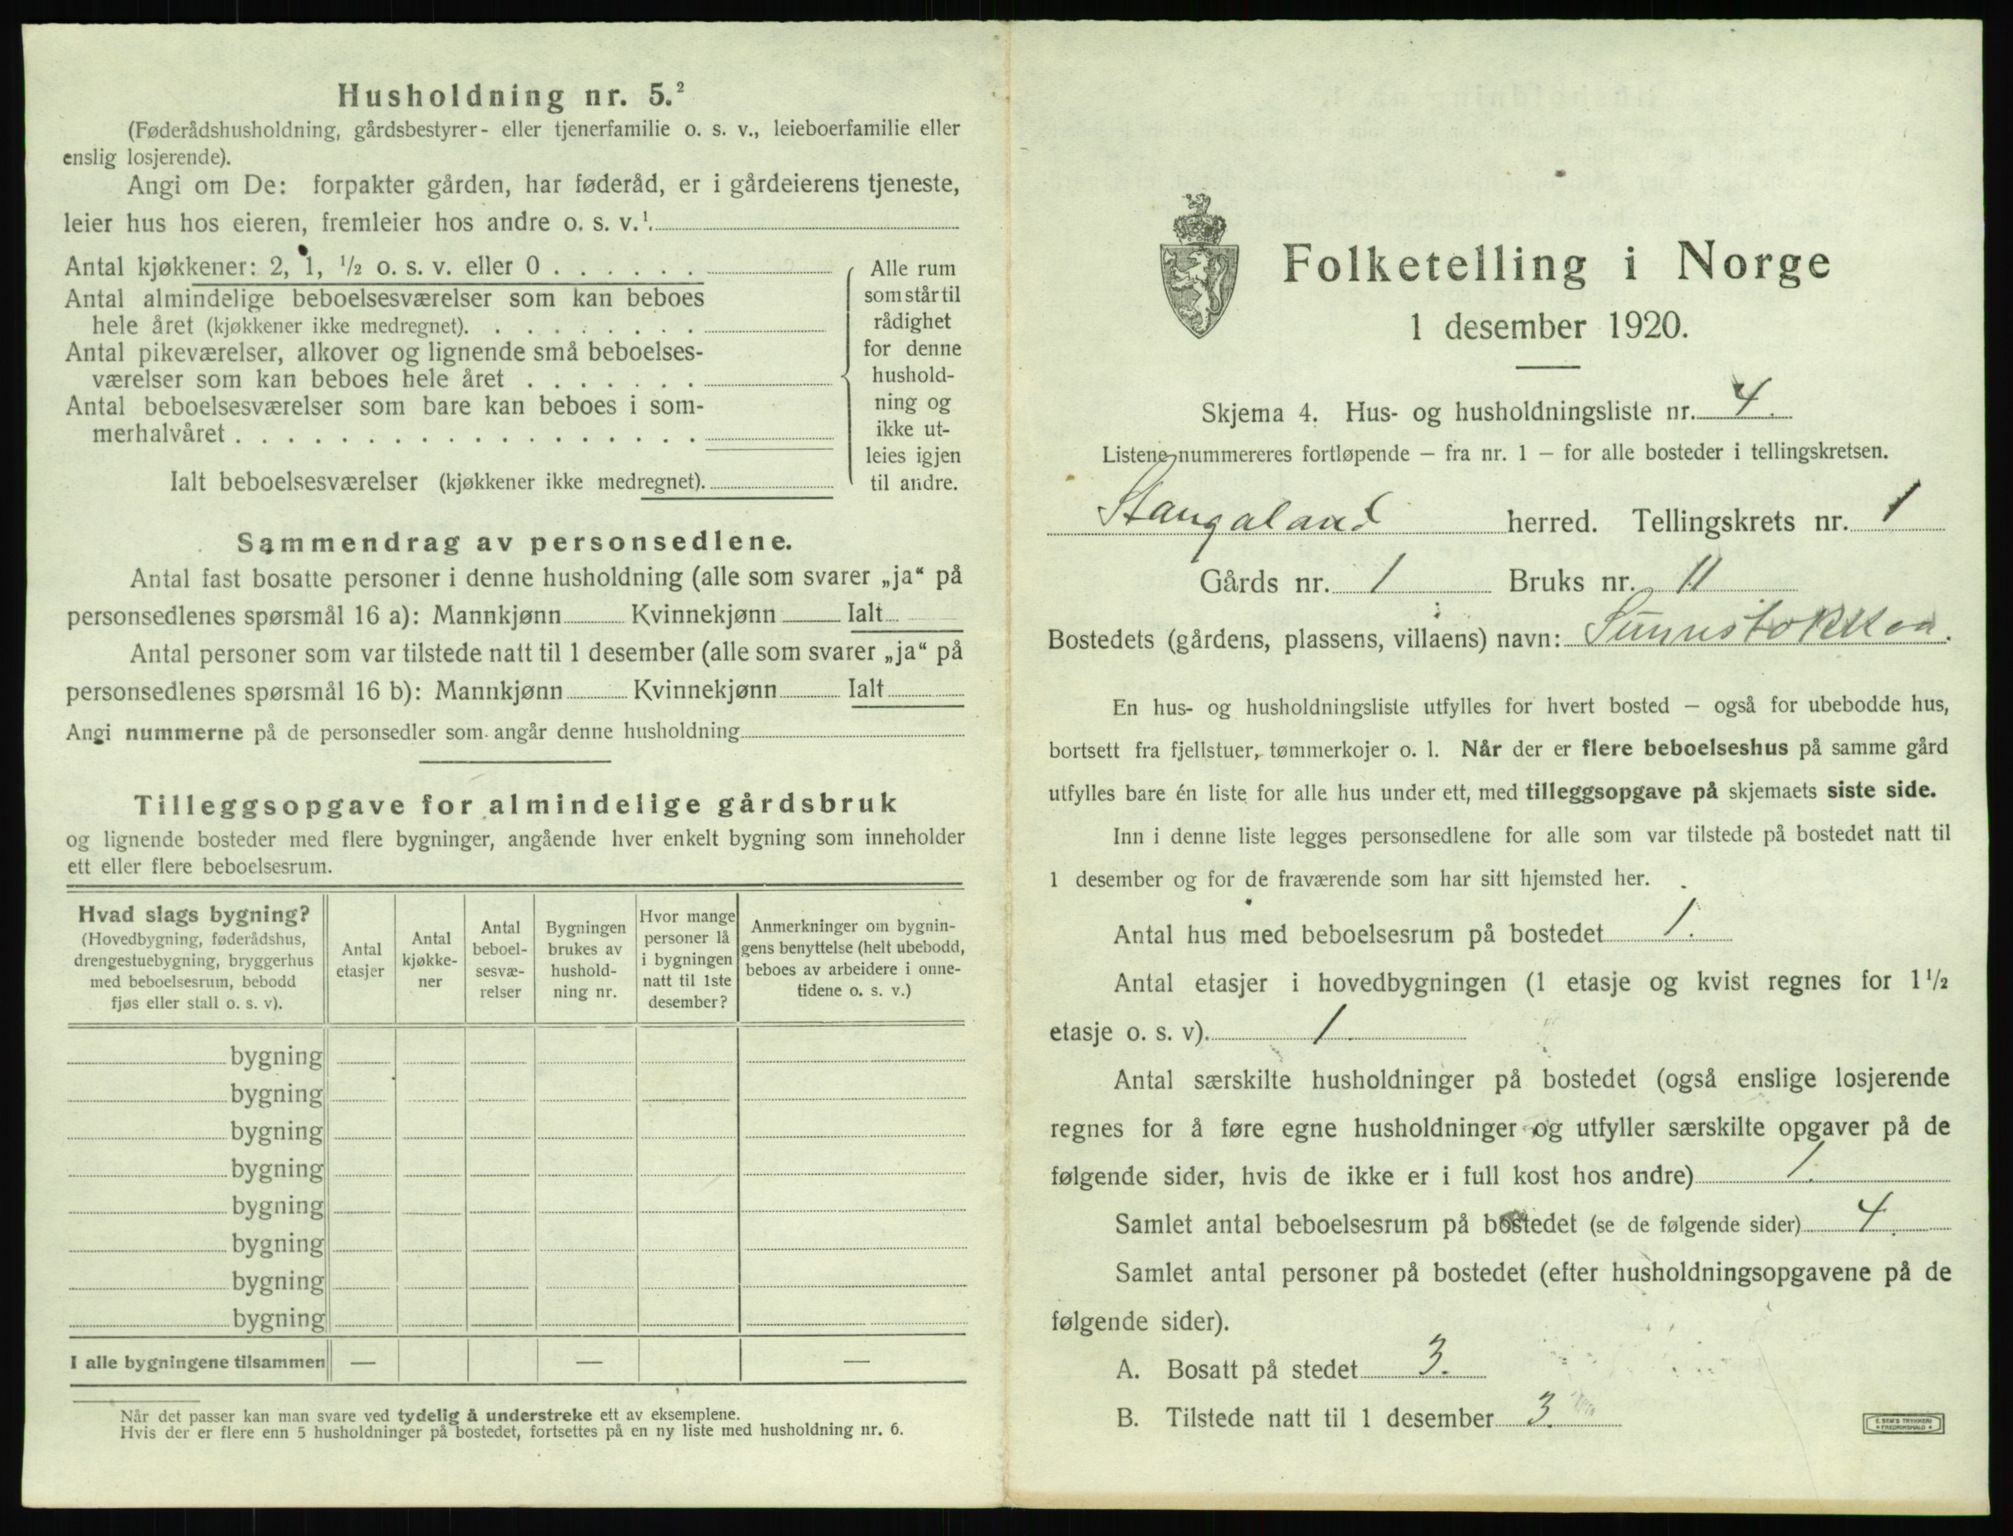 Husholdning nr. 5.²
(Føderådshusholdning, gårdsbestyrer- eller tjenerfamilie o. s. v., leieboerfamilie eller
enslig losjerende).
Angi om De: forpakter gården, har føderåd, er i gårdeierens tjeneste,
leier hus hos eieren, fremleier hos andre o. s. v.¹.
Antal kjøkkener: 2, 1, ½ o. s. v. eller 0 . . . . . .
Antal almindelige beboelsesværelser som kan beboes
hele året (kjøkkener ikke medregnet). . . . . . . . .
Antal pikeværelser, alkover og lignende små beboelses-
værelser som kan beboes hele året . . . . . . .
Antal beboelsesværelser som bare kan beboes i som-
merhalvåret . . . . . . . . . . . . . . . . . .
Ialt beboelsesværelser (kjøkkener ikke medregnet).
Alle rum
som står til
rådighet
for denne
hushold-
ning og
ikke ut-
leies igjen
til andre.
Sammendrag av personsedlene.
Antal fast bosatte personer i denne husholdning (alle som svarer „ja“ på
personsedlenes spørsmål 16 a): Mannkjønn Kvinnekjønn Ialt
Antal personer som var tilstede natt til 1 desember (alle som svarer „ja“ på
personsedlenes spørsmål 16 b): Mannkjønn Kvinnekjønn Ialt
Angi nummerne på de personsedler som angår denne husholdning
Tilleggsopgave for almindelige gårdsbruk
og lignende bosteder med flere bygninger, angående hver enkelt bygning som inneholder
ett eller flere beboelsesrum.
Hvad slags bygning?
(Hovedbygning, føderådshus,
drengestuebygning, bryggerhus
med beboelsesrum, bebodd
fjøs eller stall o. s. v).
Antal
etasjer
Antal
kjøkke-
ner
Antal
beboel-
sesvæ-
relser
Bygningen
brukes av
hushold-
ning nr.
Hvor mange
personer lå
i bygningen
natt til 1ste
desember?
Anmerkninger om bygnin-
gens benyttelse (helt ubebodd,
beboes av arbeidere i onne-
tidene o. s. v.)
bygning
bygning
bygning
bygning
bygning
bygning
bygning
bygning
I alle bygningene tilsammen — — —
Når det passer kan man svare ved tydelig å understreke ett av eksemplene.
Hvis der er flere enn 5 husholdninger på bostedet, fortsettes på en ny liste med husholdning nr. 6.
Folketelling i Norge
1 desember 1920.
Skjema 4. Hus- og husholdningsliste nr. 4.
Listene nummereres fortløpende – fra nr. 1 – for alle bosteder i tellingskretsen.
Stangaland herred. Tellingskrets nr. 1
Gårds nr. 1 Bruks nr. 11
Bostedets (gårdens, plassens, villaens) navn:
En hus- og husholdningsliste utfylles for hvert bosted – også for ubebodde hus,
bortsett fra fjellstuer, tømmerkojer o. l. Når der er flere beboelseshus på samme gård
utfylles bare én liste for alle hus under ett, med tilleggsopgave på skjemaets siste side.
Inn i denne liste legges personsedlene for alle som var tilstede på bostedet natt til
1 desember og for de fraværende som har sitt hjemsted her.
Antal hus med beboelsesrum på bostedet 1.
Antal etasjer i hovedbygningen (1 etasje og kvist regnes for 1½
etasje o. s. v). 1.
Antal særskilte husholdninger på bostedet (også enslige losjerende
regnes for å føre egne husholdninger og utfyller særskilte opgaver på de
følgende sider, hvis de ikke er i full kost hos andre) 1.
Samlet antal beboelsesrum på bostedet (se de følgende sider) 4.
Samlet antal personer på bostedet (efter husholdningsopgavene på de
følgende sider).
A. Bosatt på stedet 3.
B. Tilstede natt til 1 desember 3.
E. SEM'S TRYKKERI
FREDRIKSHALD